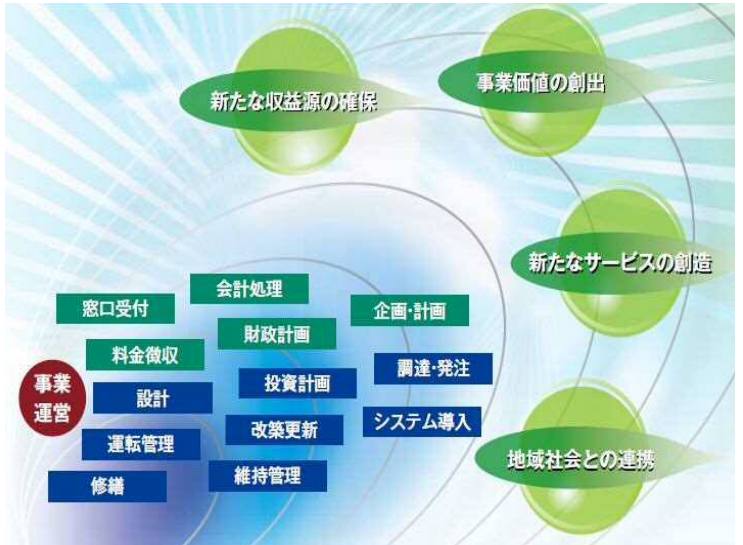 新たな収益源の確保
事業価値の創出
新たなサービスの創造
地域社会との連携
窓口受付
会計処理
企画・計画
料金徴収
財政計画
事業
運営
設計
投資計画
調達・発注
運転管理
改築更新
システム導入
修繕
維持管理